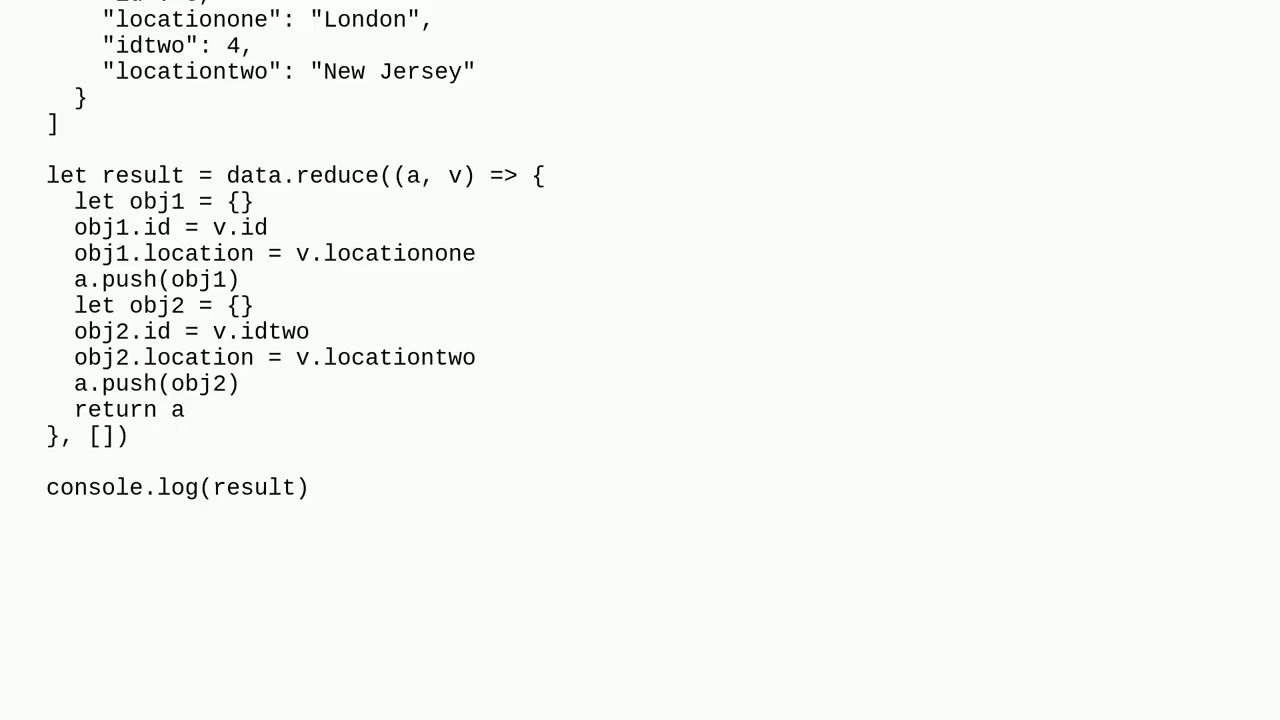 "locationone": "London",
"idtwo": 4,
"locationtwo": "New Jersey"
}
]
let result = data.reduce((a, v) => {
let obj1 = {}
obj1.id = v.id
obj1.location = v.locationone
a.push(obj1)
let obj2 = {}
obj2.id = v.idtwo
obj2.location = v.locationtwo
a.push(obj2)
return a
}, [])
console.log(result)